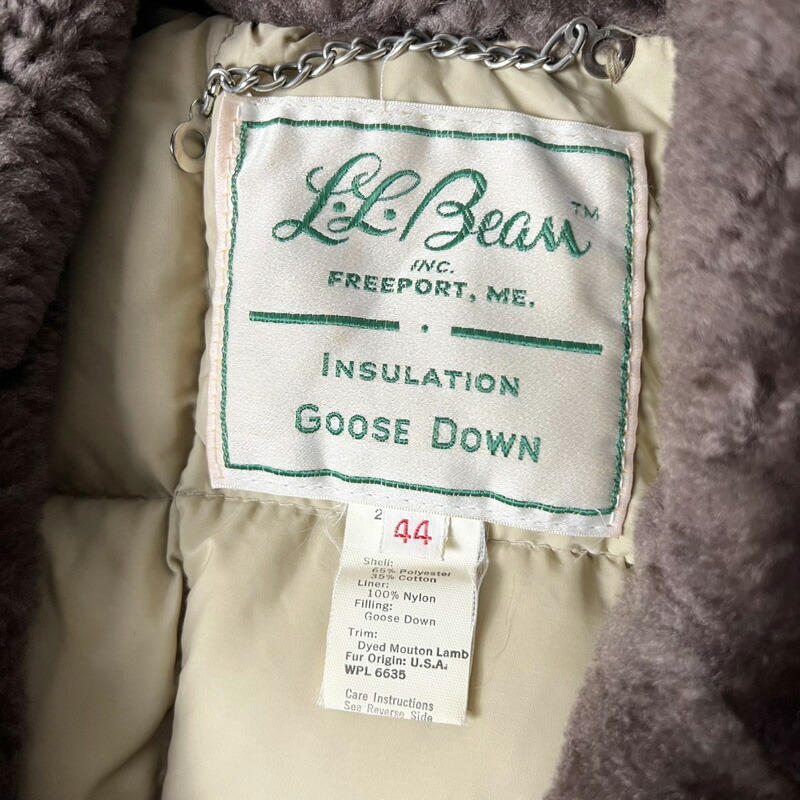 L.L.Bean™
INC.
FREEPORT, ME.
INSULATION
GOOSE DOWN
2
44
Shell:
65% Polyester
35% Cotton
Liner:
100% Nylon
Filling:
Goose Down
Trim:
Dyed Mouton Lamb
Fur Origin: U.S.A.
WPL 6635
Care Instructions
See Reverse Side